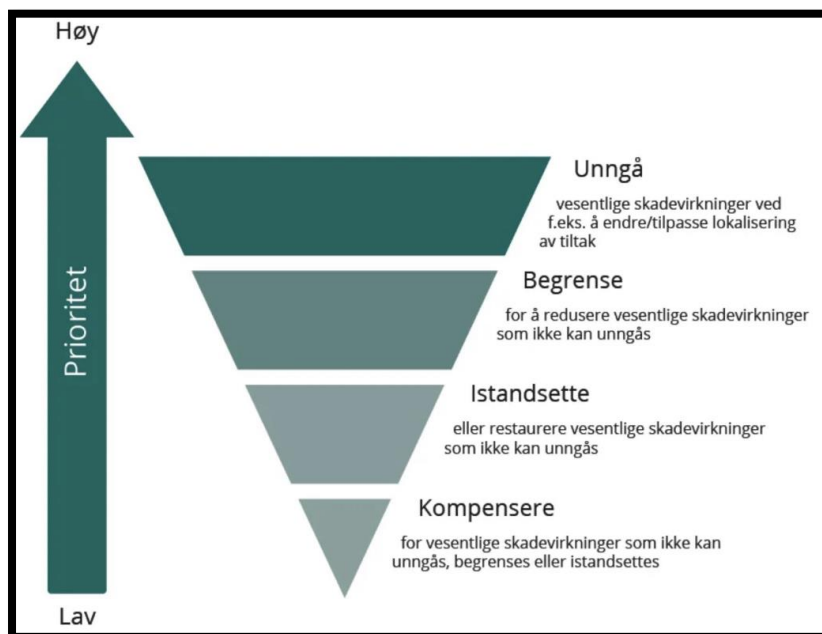 Høy
Prioritet
Unngå
vesentlige skadevirkninger ved
f.eks. å endre/tilpasse lokalisering
av tiltak
Begrense
for å redusere vesentlige skadevirkninger
som ikke kan unngås
Istandsette
eller restaurere vesentlige skadevirkninger
som ikke kan unngås
Kompensere
for vesentlige skadevirkninger som ikke kan
unngås, begrenses eller istandsettes
Lav